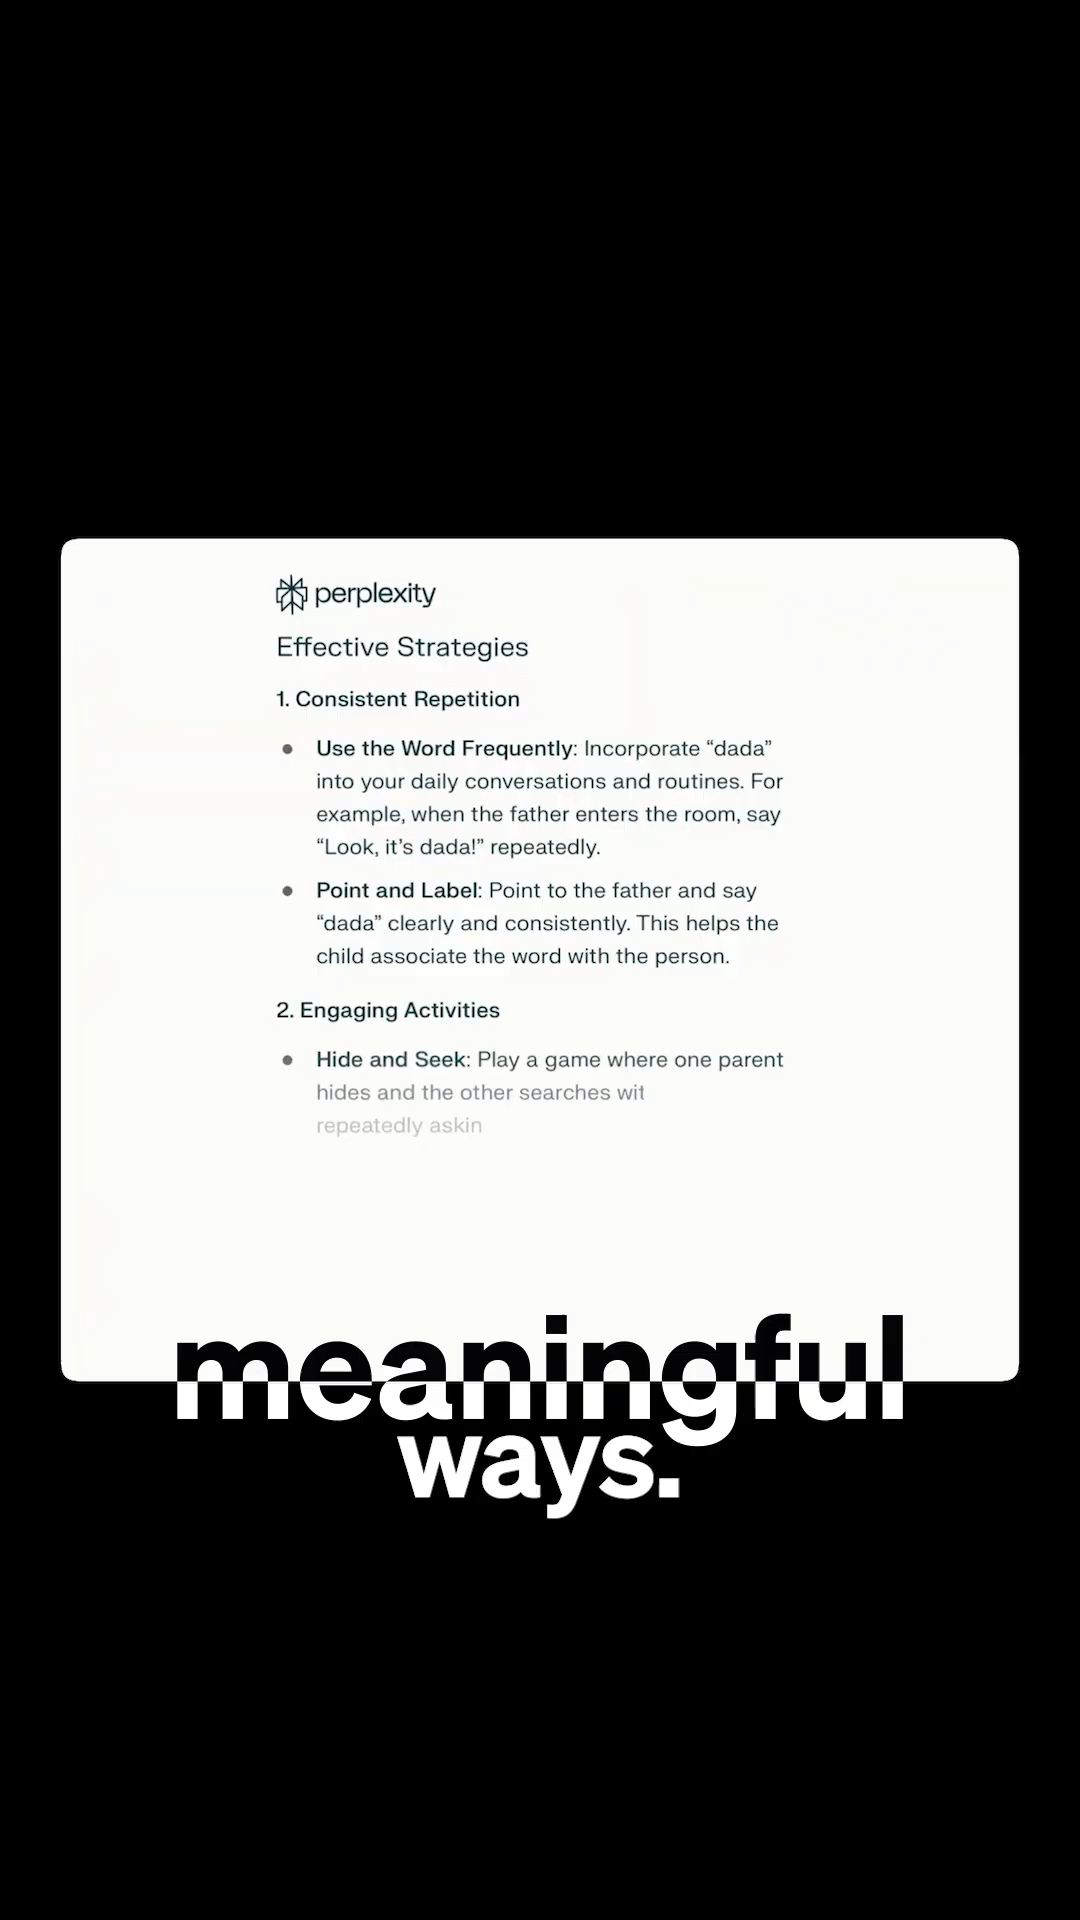 perplexity
Effective Strategies
1. Consistent Repetition
● Use the Word Frequently: Incorporate “dada”
into your daily conversations and routines. For
example, when the father enters the room, say
“Look, it’s dada!” repeatedly.
● Point and Label: Point to the father and say
“dada” clearly and consistently. This helps the
child associate the word with the person.
2. Engaging Activities
● Hide and Seek: Play a game where one parent
hides and the other searches wit
repeatedly askin
meaningful
ways.